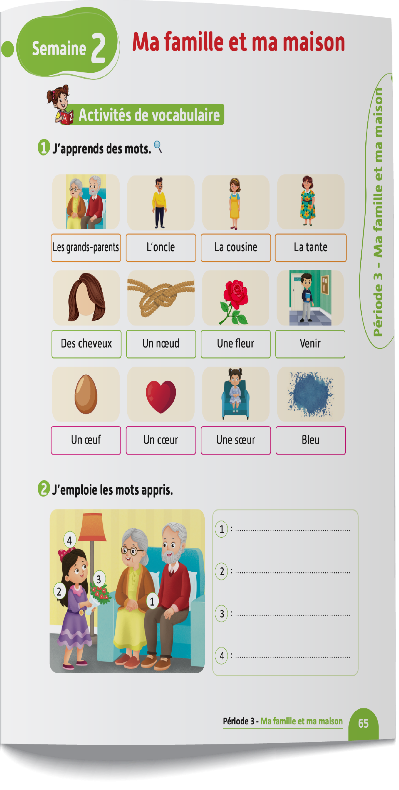 Semaine 2
Ma famille et ma maison
Activités de vocabulaire
1 J'apprends des mots.
Les grands-parents
L'oncle
La cousine
La tante
Des cheveux
Un nœud
Une fleur
Venir
Un œuf
Un cœur
Une sœur
Bleu
2 J'emploie les mots appris.
4
3
2
1
1 : ............................................
2 : ............................................
3 : ............................................
4 : ............................................
Période 3 - Ma famille et ma maison
Période 3 - Ma famille et ma maison
65